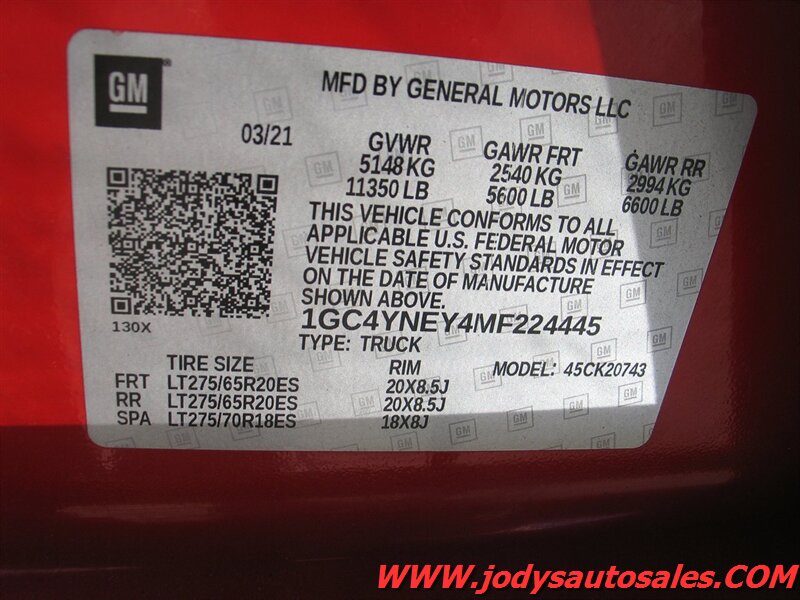 GM
MFD BY GENERAL MOTORS LLC
03/21
GVWR
5148 KG
11350 LB
GAWR FRT
2540 KG
5600 LB
GAWR RR
2994 KG
6600 LB
THIS VEHICLE CONFORMS TO ALL
APPLICABLE U.S. FEDERAL MOTOR
VEHICLE SAFETY STANDARDS IN EFFECT
ON THE DATE OF MANUFACTURE
SHOWN ABOVE.
130X
1GC4YNEY4MF224445
TYPE: TRUCK
MODEL: 45CK20743
TIRE SIZE RIM
FRT LT275/65R20ES 20X8.5J
RR LT275/65R20ES 20X8.5J
SPA LT275/70R18ES 18X8J
www.jodysautosales.com